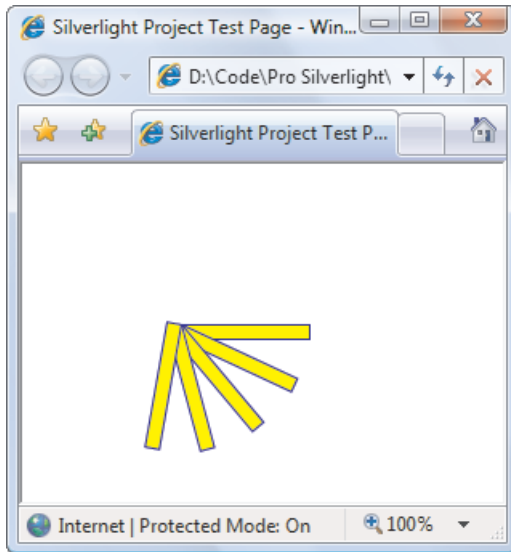 Silverlight Project Test Page - Win...
D:\Code\Pro Silverlight\
Silverlight Project Test P...
Internet | Protected Mode: On
100%